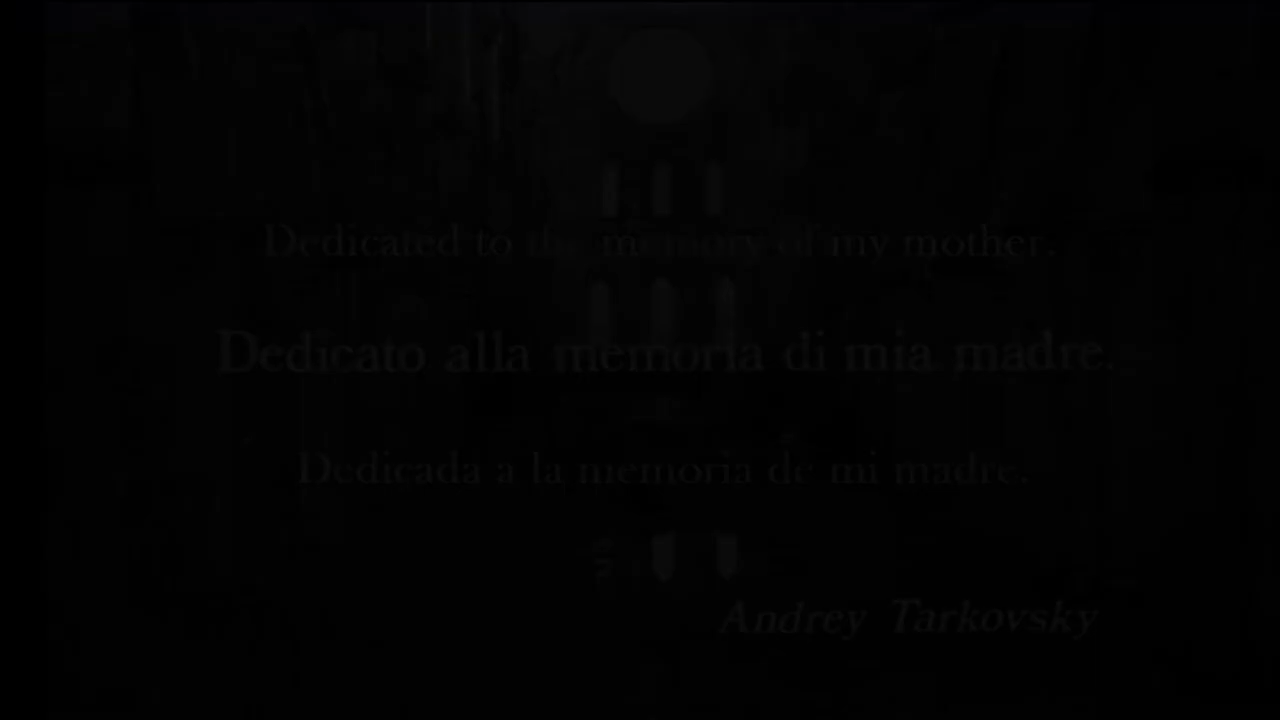 Dedicated to the memory of my mother.
Dedicato alla memoria di mia madre.
Dedicada a la memoria de mi madre.
Andrey Tarkovsky